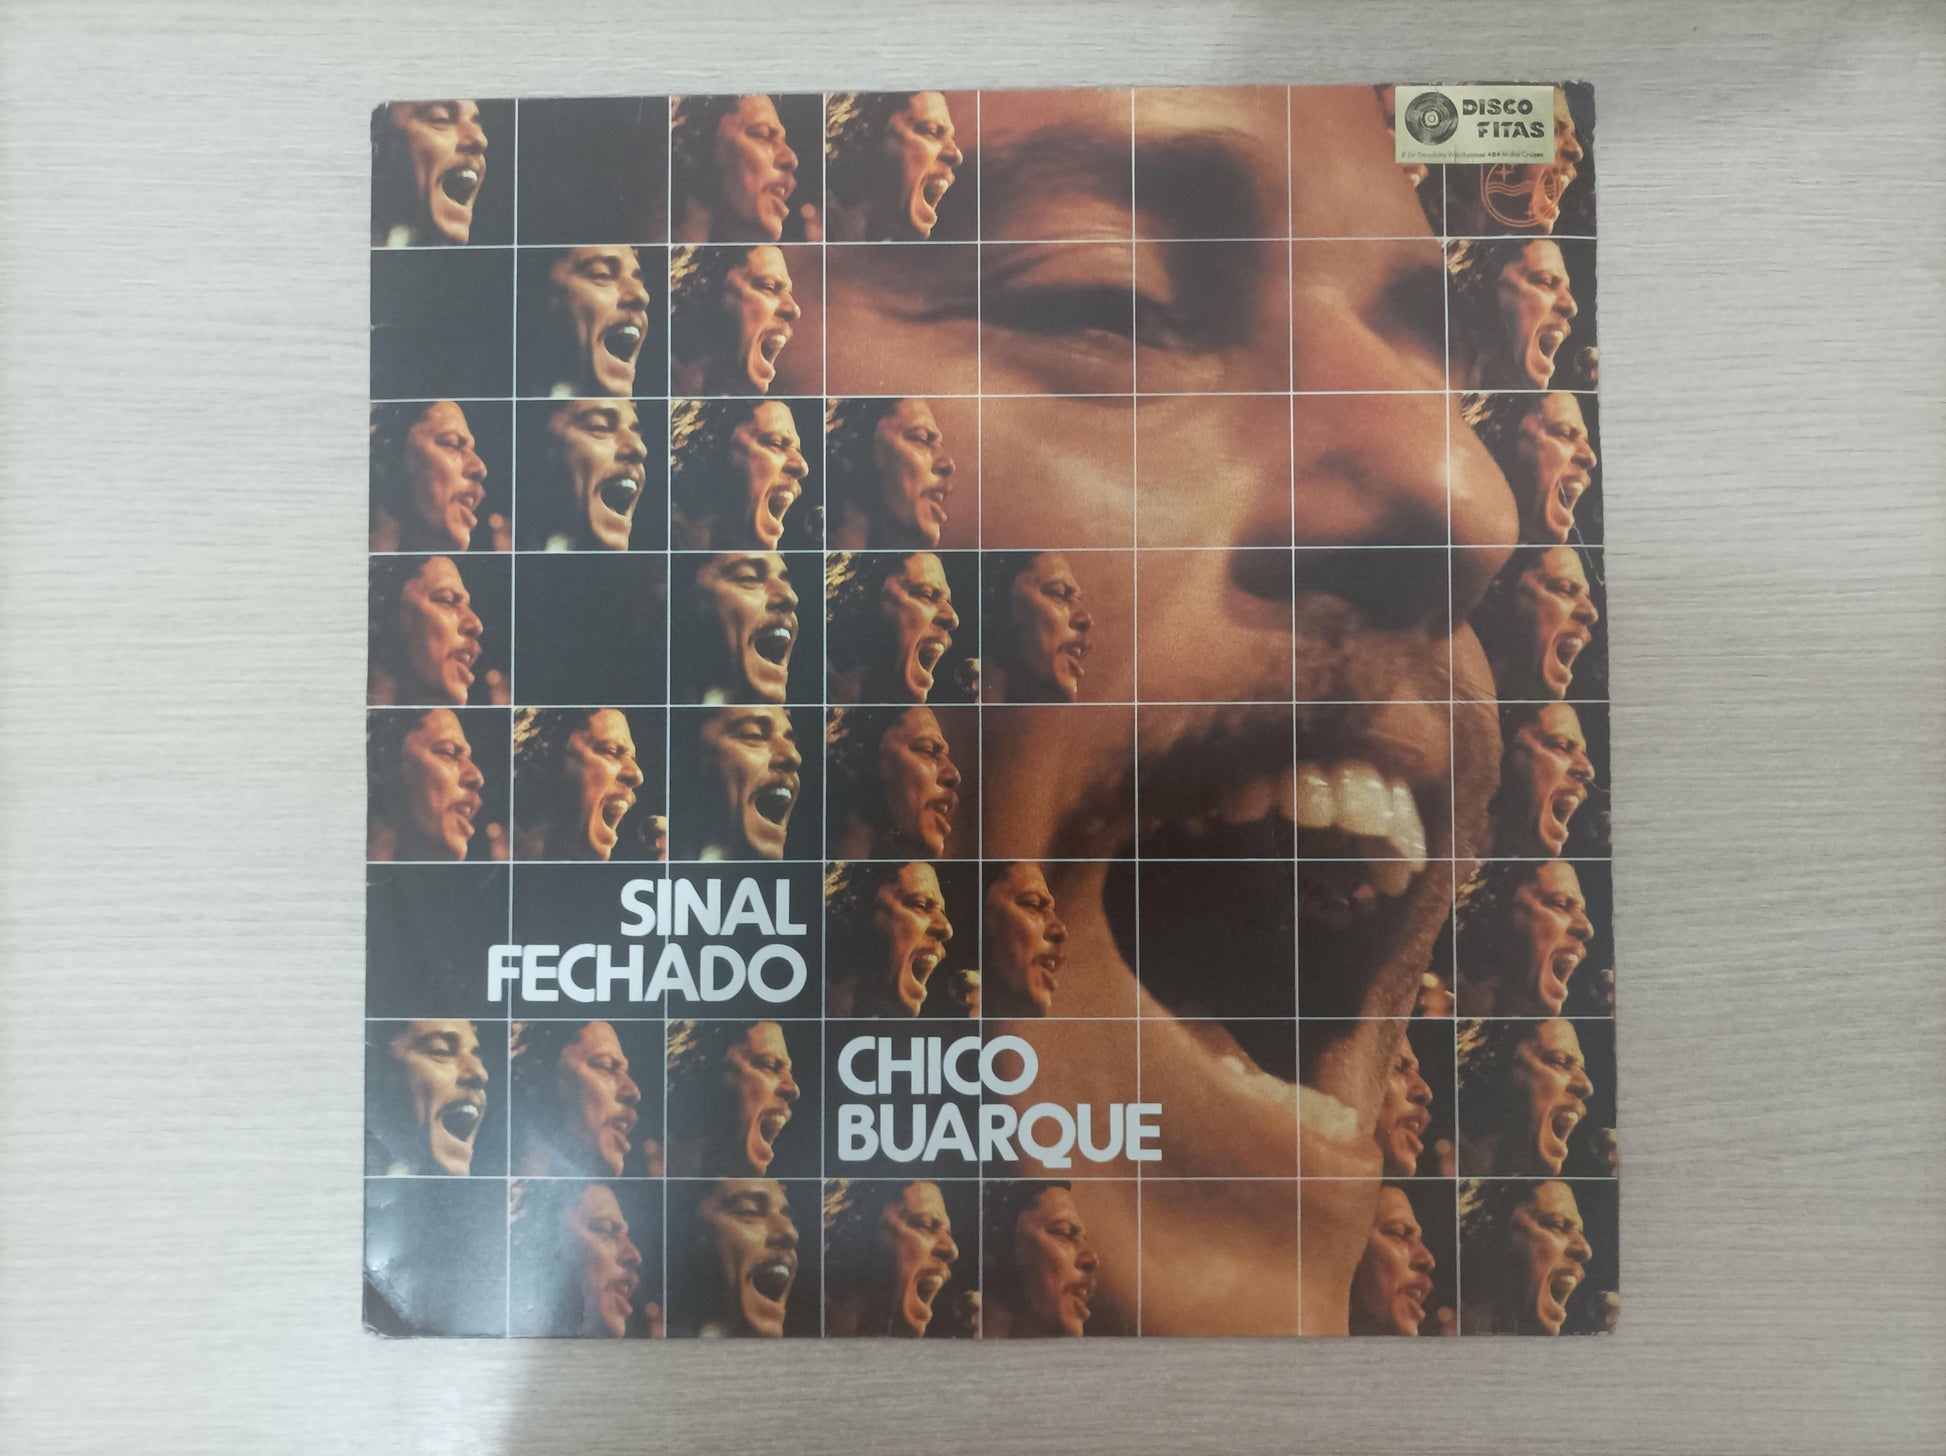 DISCO
FITAS
SINAL
FECHADO
CHICO
BUARQUE